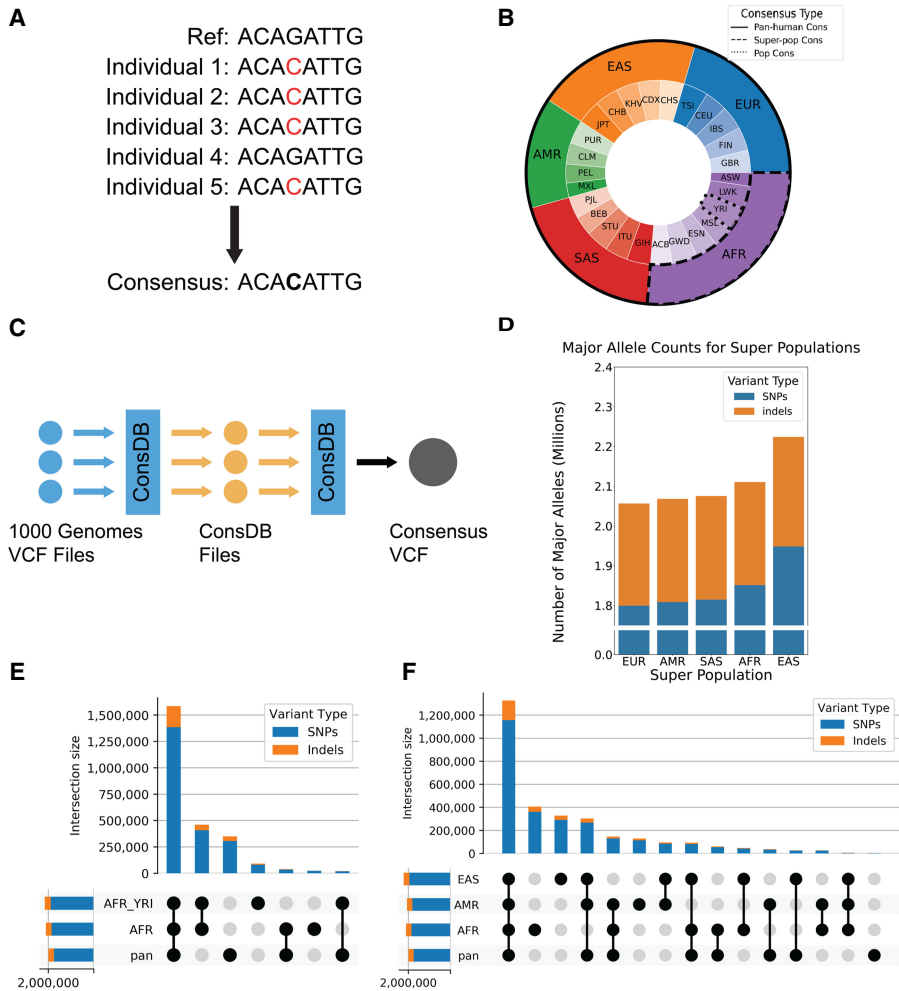 A
Ref: ACAGATTG
Individual 1: ACACATTG
Individual 2: ACACATTG
Individual 3: ACACATTG
Individual 4: ACAGATTG
Individual 5: ACACATTG
Consensus: ACACATTG
B
Consensus Type
Pan-human Cons
Super-pop Cons
Pop Cons
EAS
EUR
AMR
SAS
AFR
CHS
CDX
KHV
CHB
JPT
PUR
CLM
PEL
MXL
PJL
BEB
STU
ITU
GIH
ACB
GWD
ESN
MSL
YRI
LWK
ASW
GBR
FIN
IBS
CEU
TSI
C
ConsDB
ConsDB
1000 Genomes
VCF Files
ConsDB
Files
Consensus
VCF
D
Major Allele Counts for Super Populations
Number of Major Alleles (Millions)
2.4
2.3
2.2
2.1
2.0
1.9
1.8
0.0
Variant Type
SNPs
indels
EUR AMR SAS AFR EAS
Super Population
E
Intersection size
1,500,000
1,250,000
1,000,000
750,000
500,000
250,000
0
Variant Type
SNPs
Indels
AFR_YRI
AFR
pan
2,000,000
F
Intersection size
1,200,000
1,000,000
800,000
600,000
400,000
200,000
0
Variant Type
SNPs
Indels
EAS
AMR
AFR
pan
2,000,000